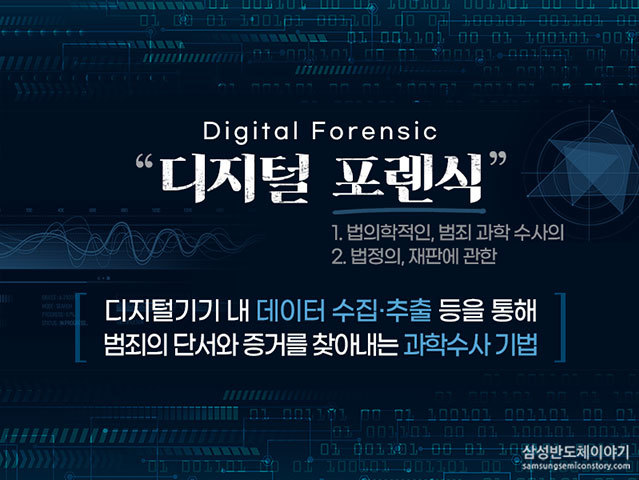 Digital Forensic
“디지털 포렌식”
1. 법의학적인, 범죄 과학 수사의
2. 법정의, 재판에 관한
디지털기기 내 데이터 수집·추출 등을 통해
범죄의 단서와 증거를 찾아내는 과학수사 기법
삼성반도체이야기
samsungsemiconstory.com